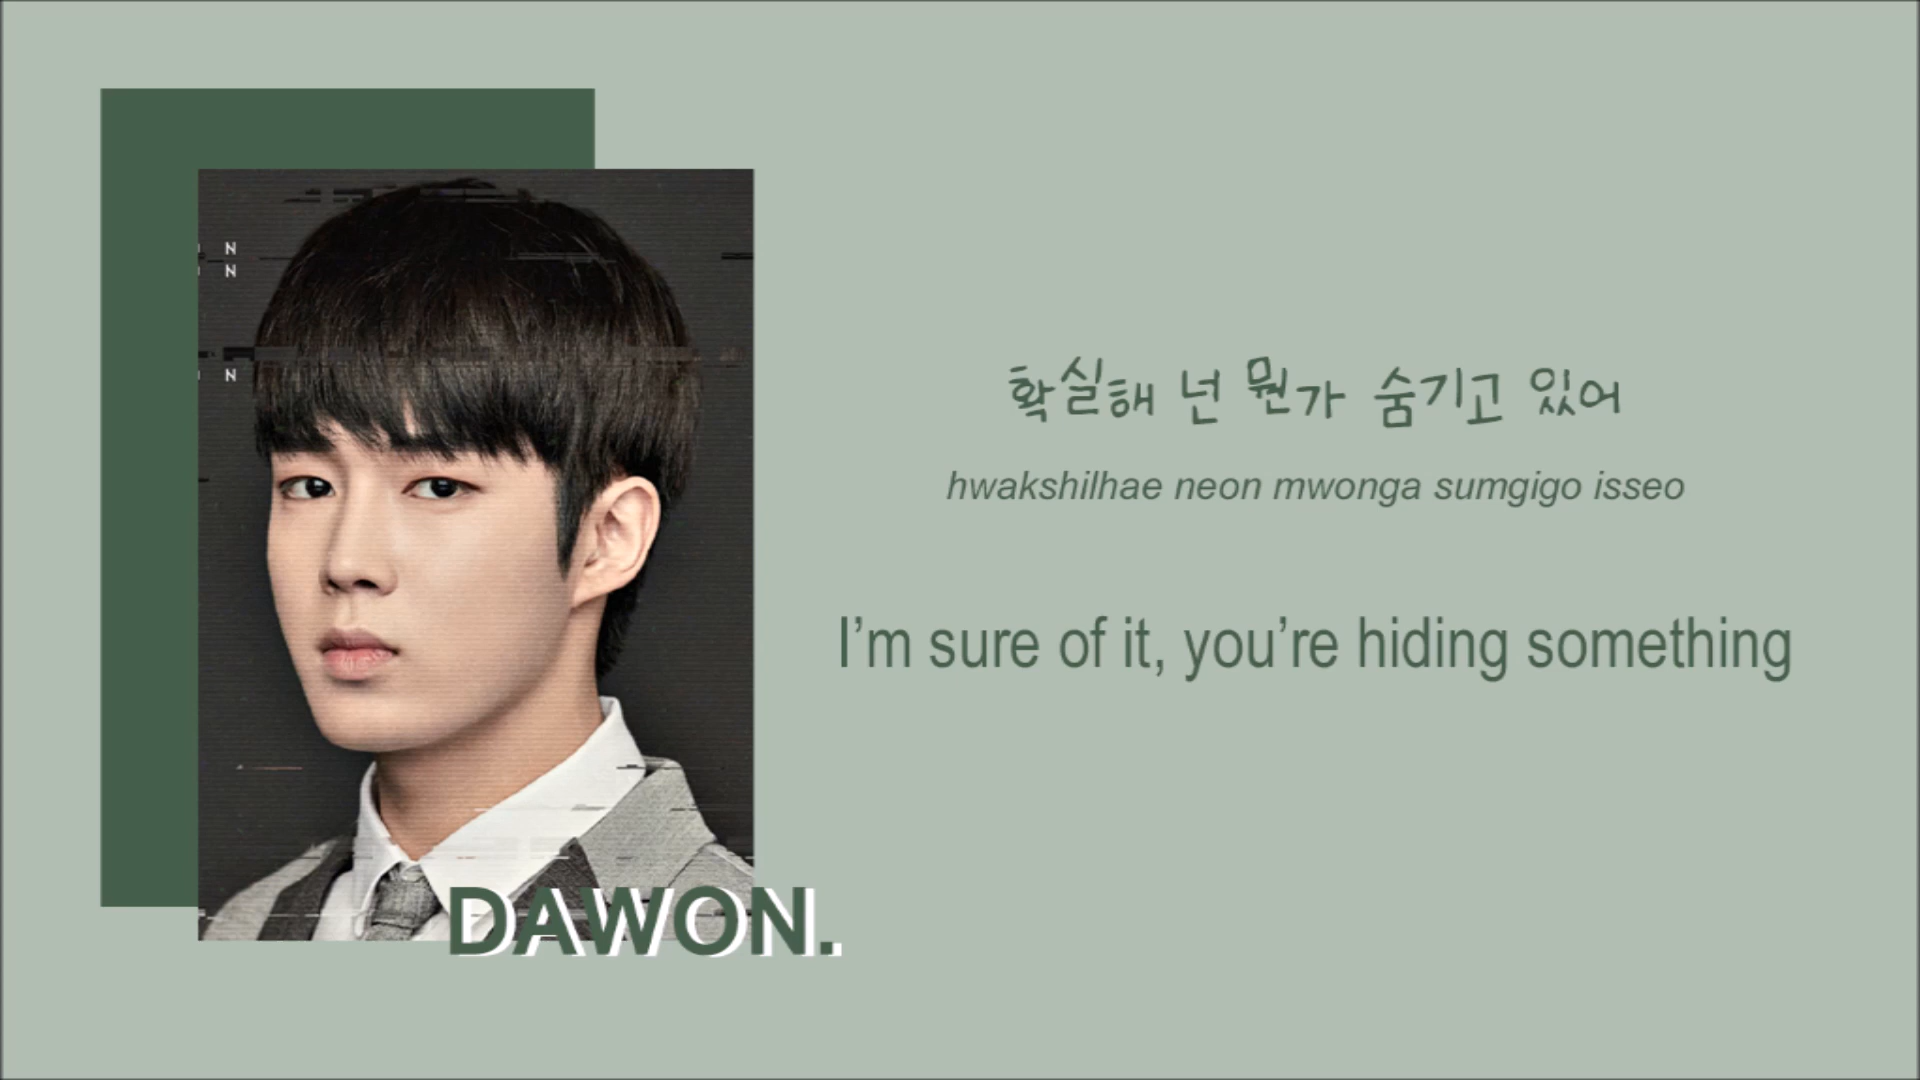 N
N
N
확실해 넌 뭔가 숨기고 있어
hwakshilhae neon mwonga sumgigo isseo
I’m sure of it, you’re hiding something
DAWON.